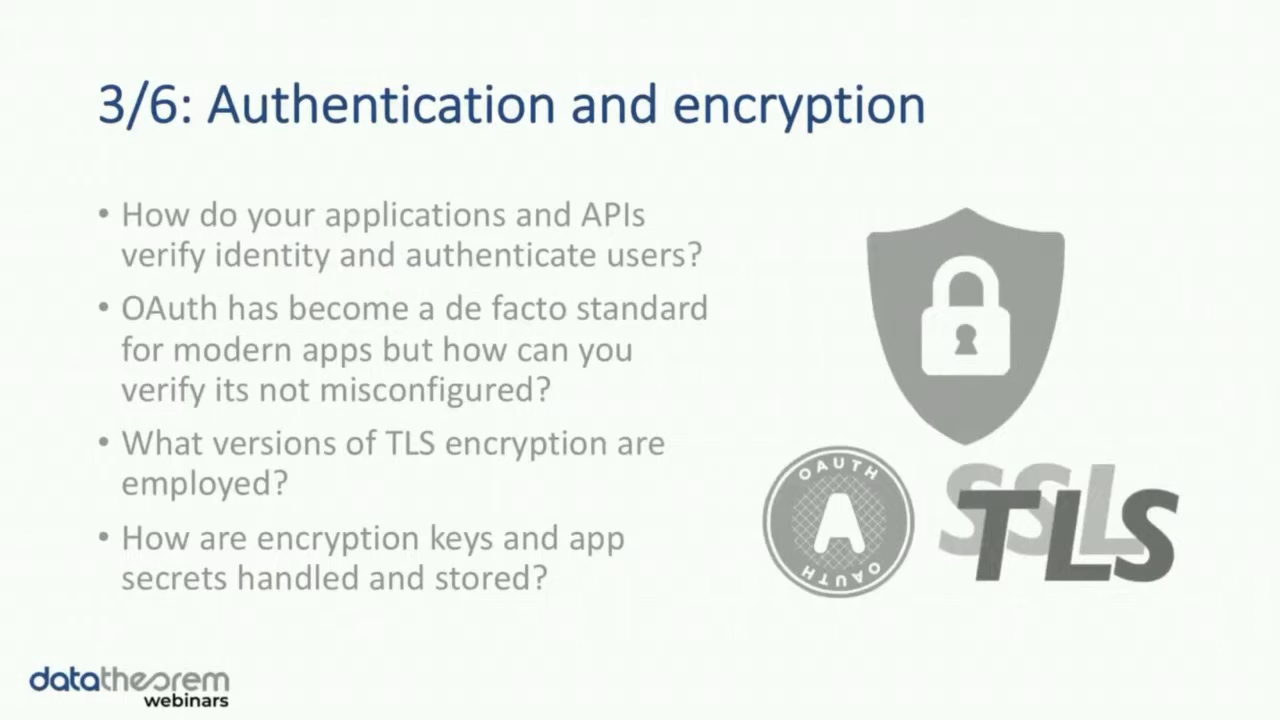 3/6: Authentication and encryption
• How do your applications and APIs
verify identity and authenticate users?
• OAuth has become a de facto standard
for modern apps but how can you
verify its not misconfigured?
• What versions of TLS encryption are
employed?
• How are encryption keys and app
secrets handled and stored?
OAUTH
A
OAUTH
SSL
TLS
datatheorem
webinars